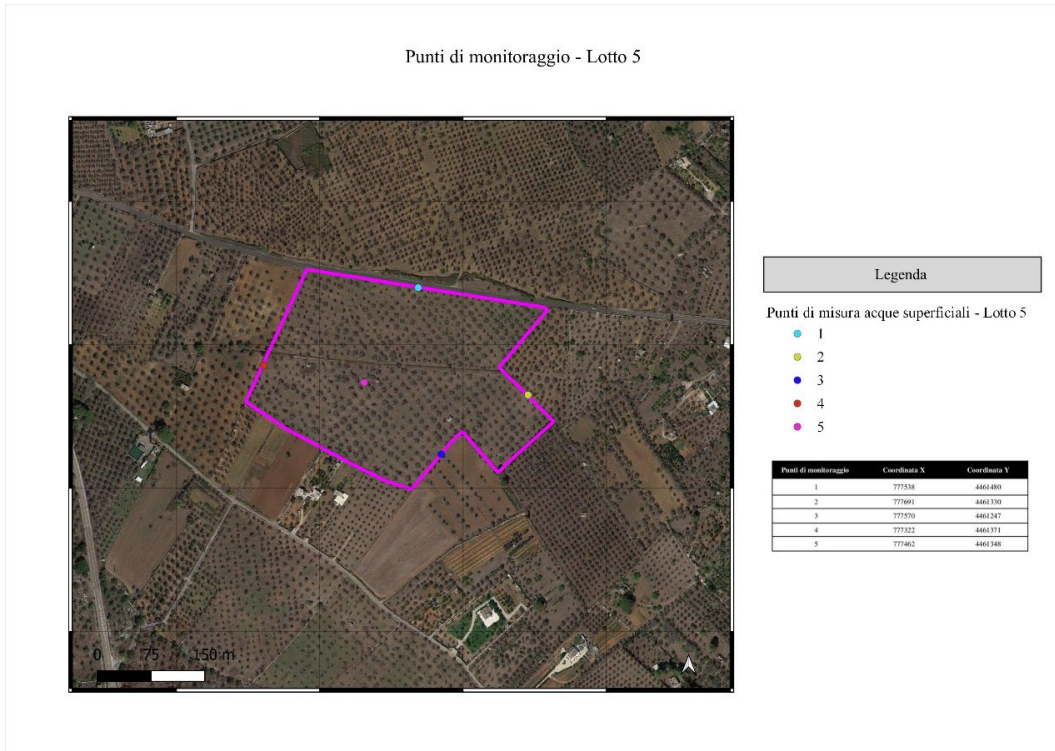 Punti di monitoraggio - Lotto 5
Legenda
Punti di misura acque superficiali - Lotto 5
1
2
3
4
5
Punti di monitoraggio Coordinata X Coordinata Y
1 777538 4461480
2 777691 4461330
3 777570 4461247
4 777322 4461371
5 777462 4461348
0 75 150 m